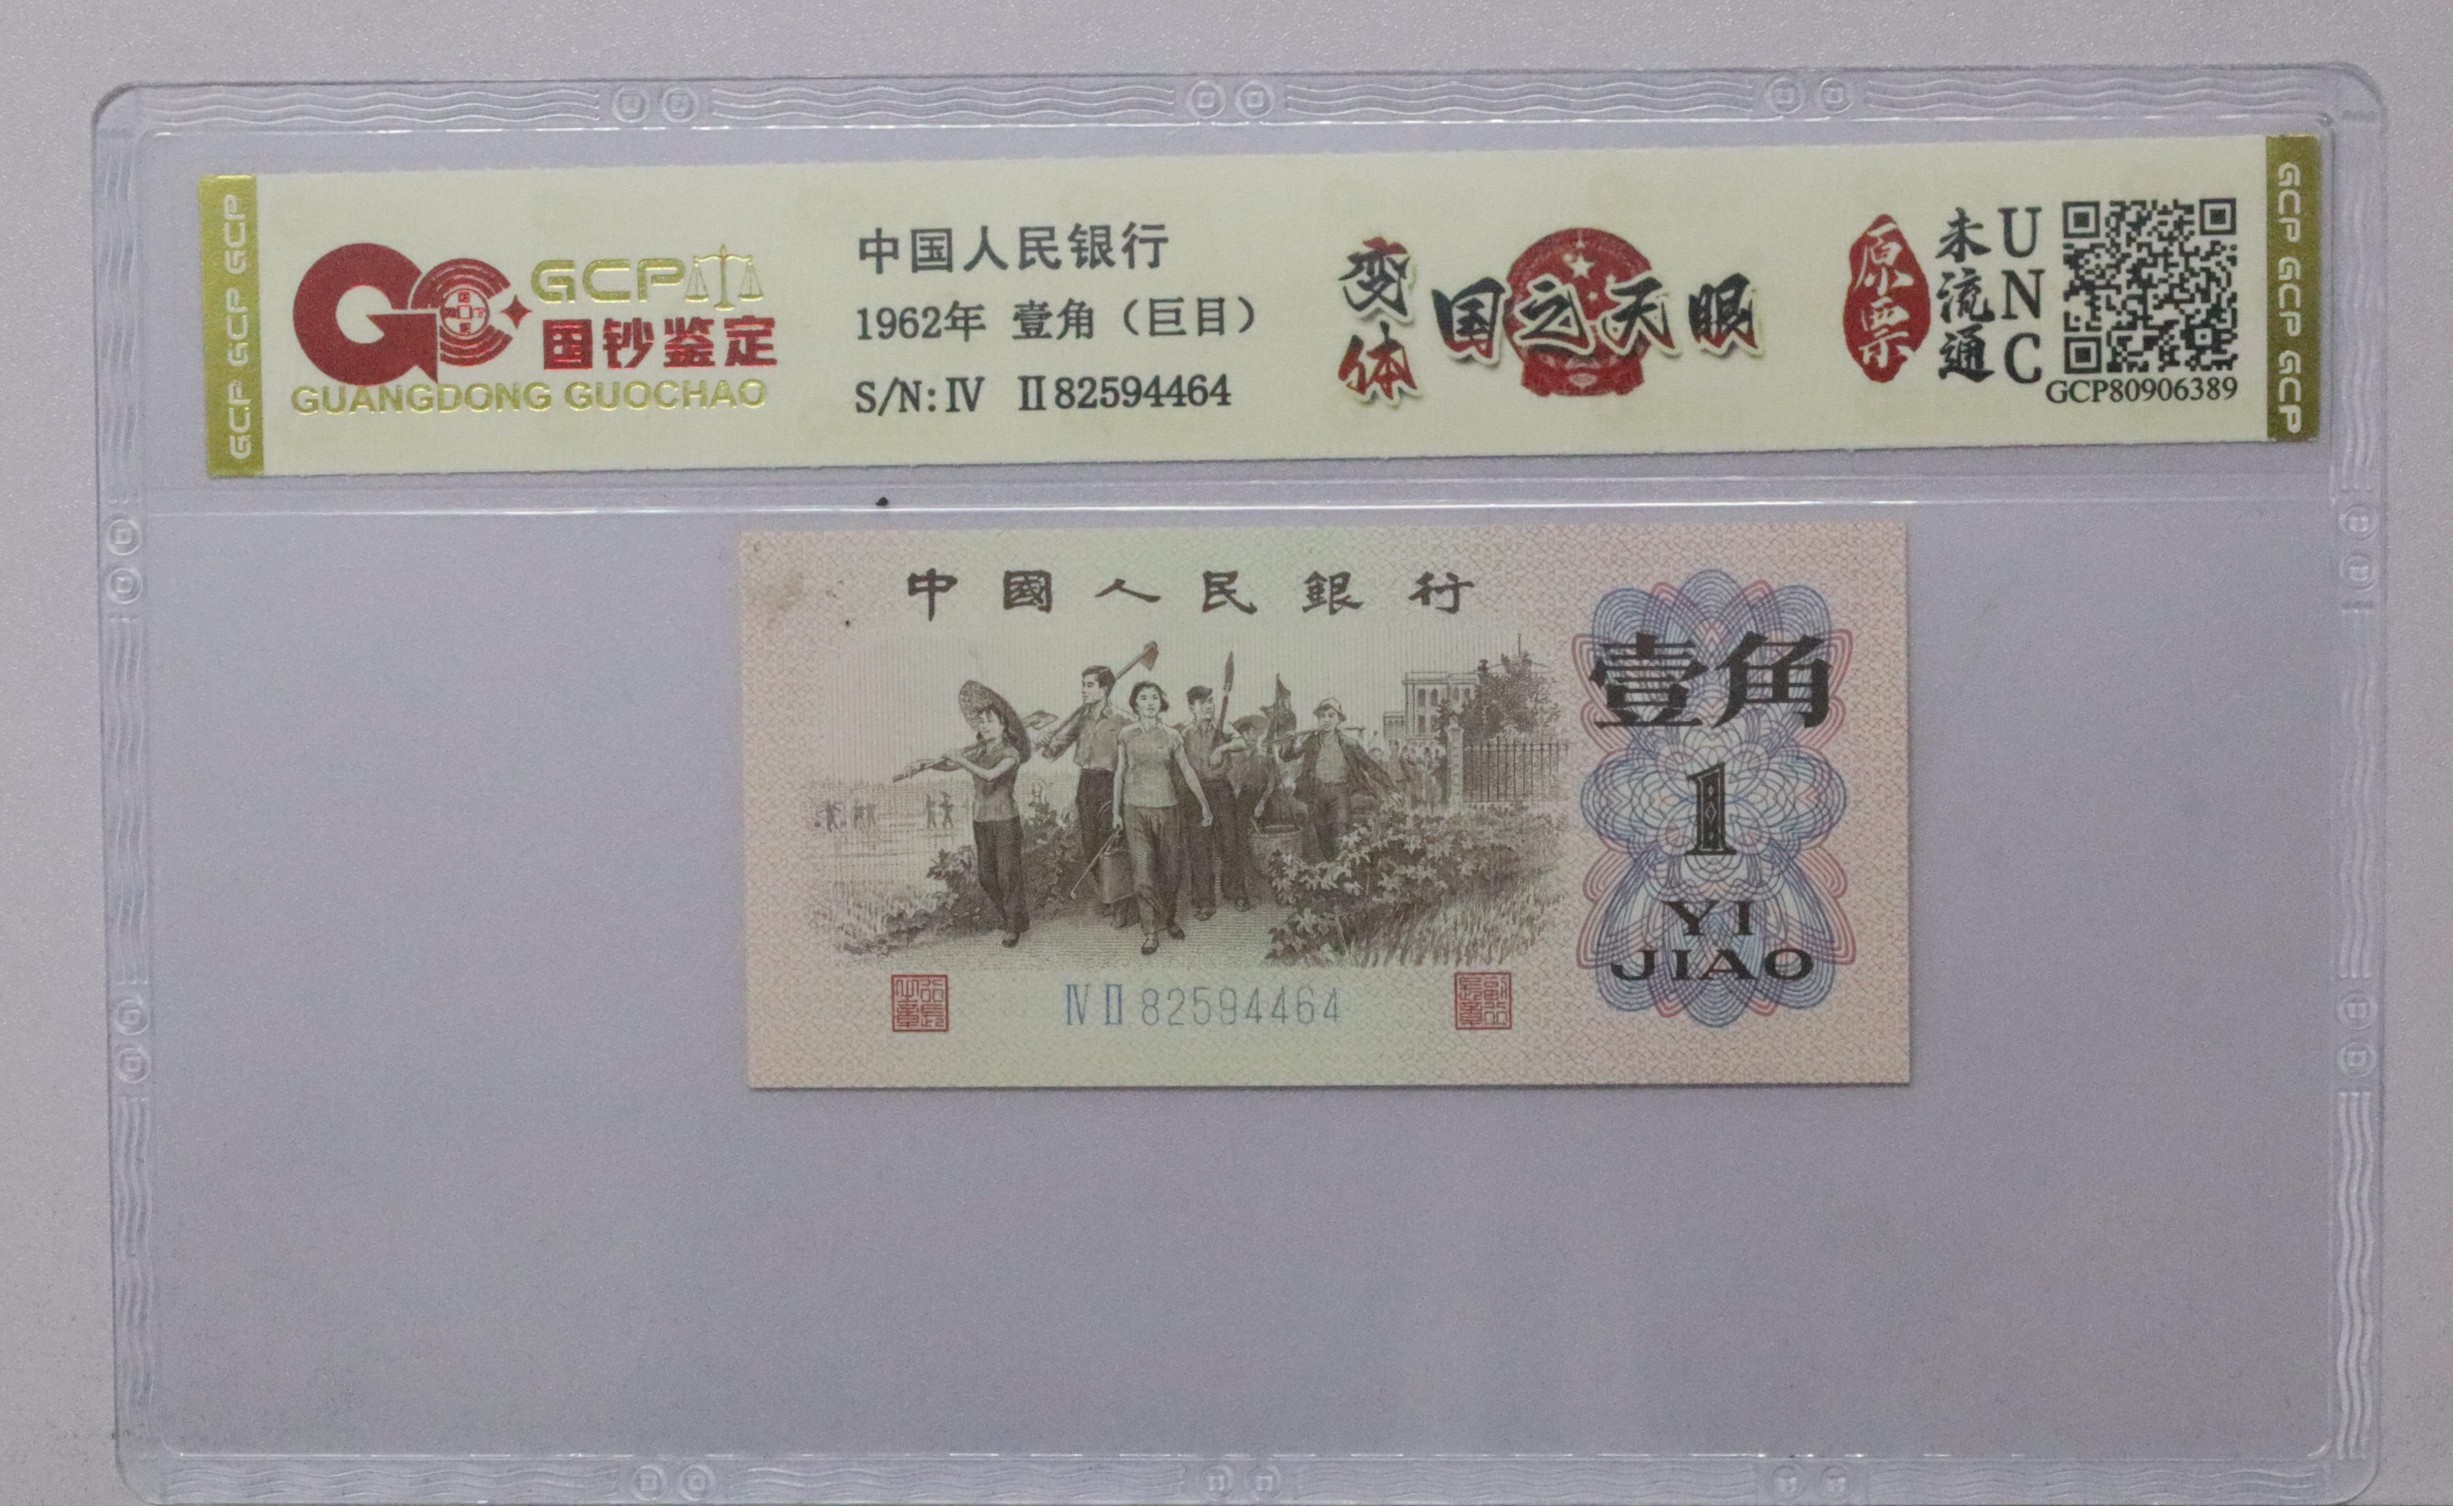 GCP GCP GCP
GCP
国钞鉴定
GUANGDONG GUOCHAO
中国人民银行
1962年 壹角（巨目）
S/N: IV II 82594464
变体
国之天眼
原票
未流通
UNC
GCP80906389
GCP GCP GCP
中國人民銀行
壹角
1
YI
JIAO
IV II 82594464